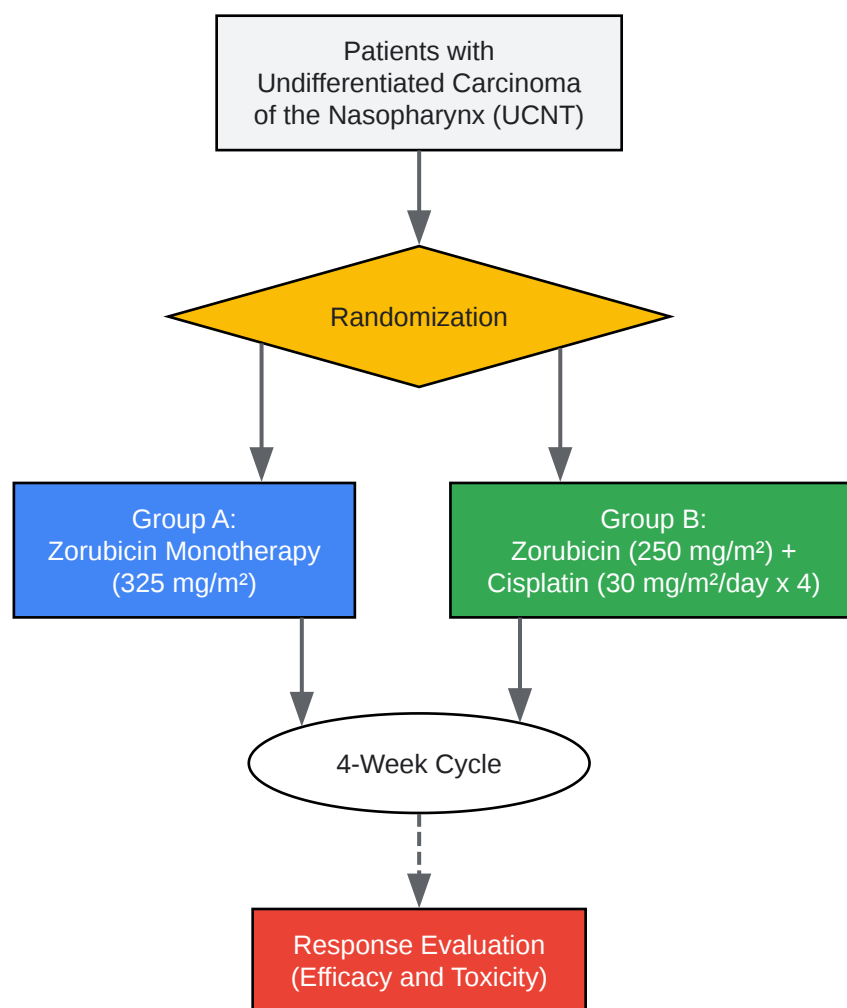 Patients with
Undifferentiated Carcinoma
of the Nasopharynx (UCNT)
Randomization
Group A:
Zorubicin Monotherapy
(325 mg/m²)
Group B:
Zorubicin (250 mg/m²) +
Cisplatin (30 mg/m²/day x 4)
4-Week Cycle
Response Evaluation
(Efficacy and Toxicity)